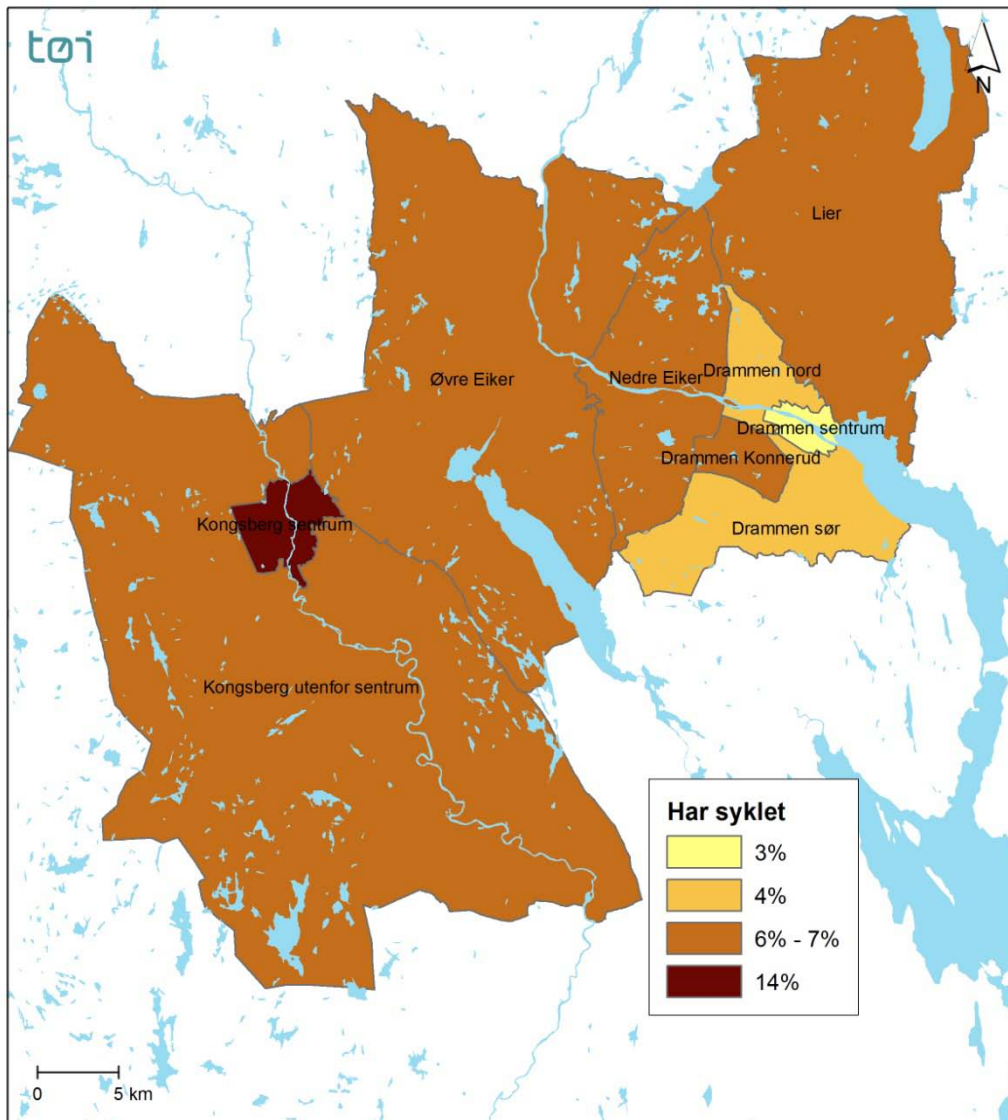 tøi
N
Lier
Øvre Eiker
Nedre Eiker
Drammen nord
Drammen sentrum
Drammen Konnerud
Drammen sør
Kongsberg sentrum
Kongsberg utenfor sentrum
Har syklet
3%
4%
6% - 7%
14%
0 5 km